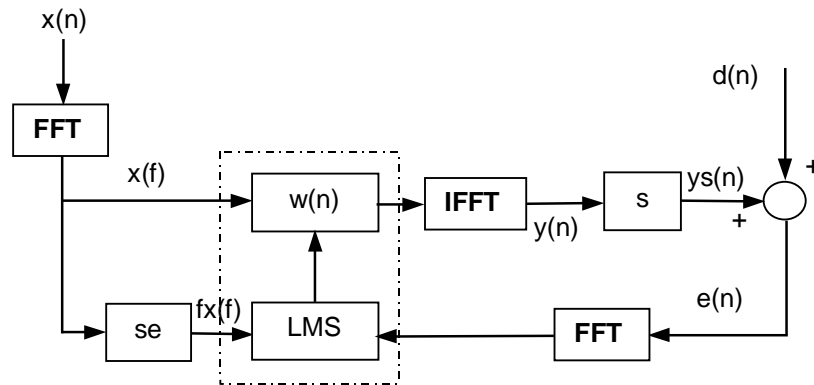 x(n)
d(n)
FFT
+
x(f)
ys(n)
w(n)
IFFT
s
y(n)
+
fx(f)
e(n)
se
LMS
FFT